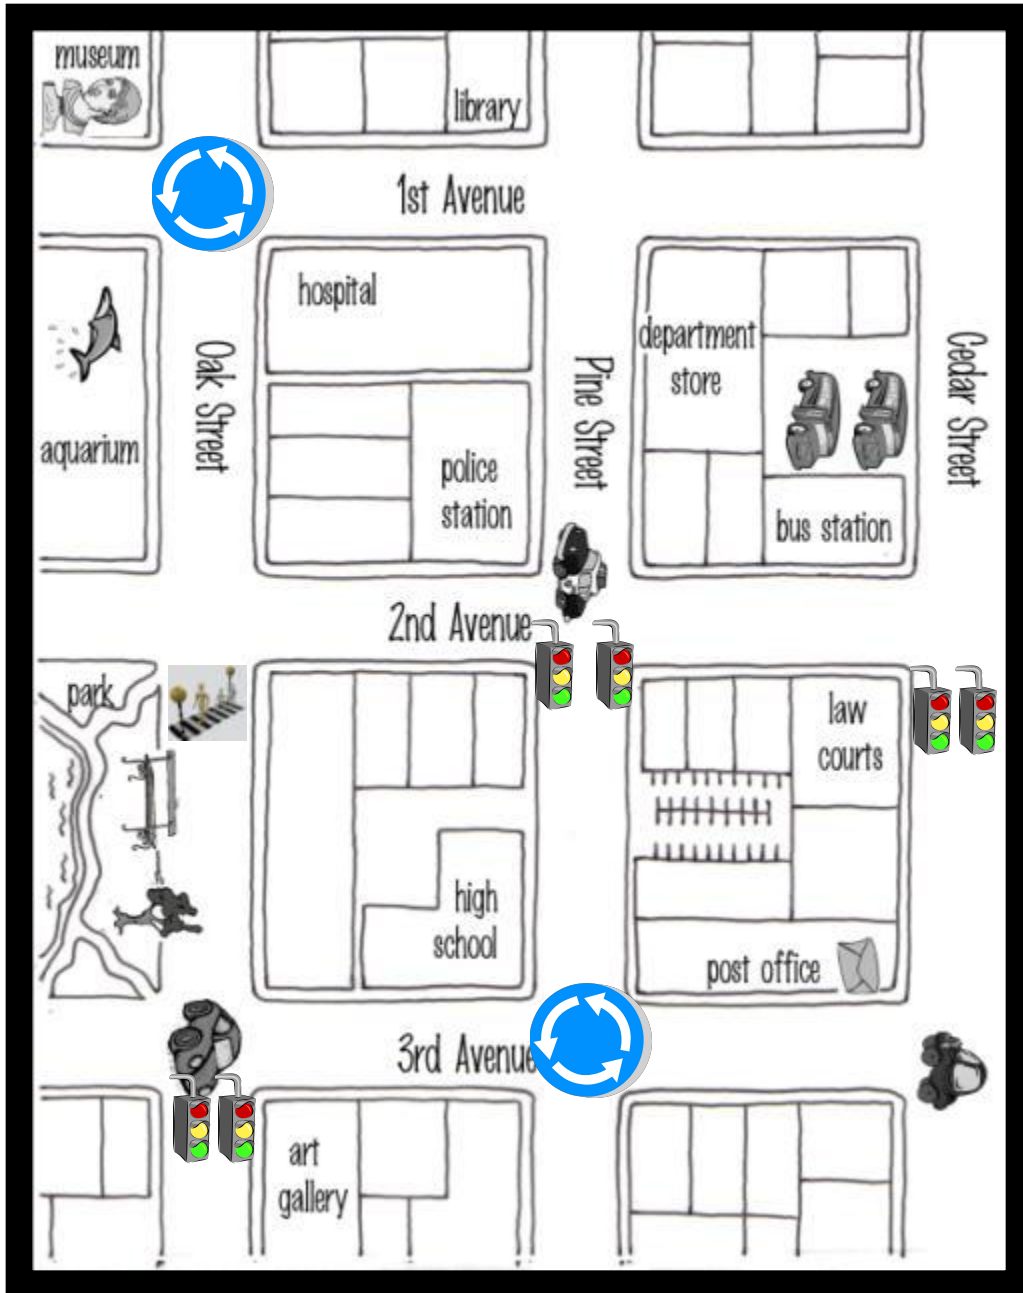 museum
library
1st Avenue
hospital
Oak Street
aquarium
police
station
Pine Street
department
store
bus station
Cedar Street
2nd Avenue
park
law
courts
high
school
post office
3rd Avenue
art
gallery